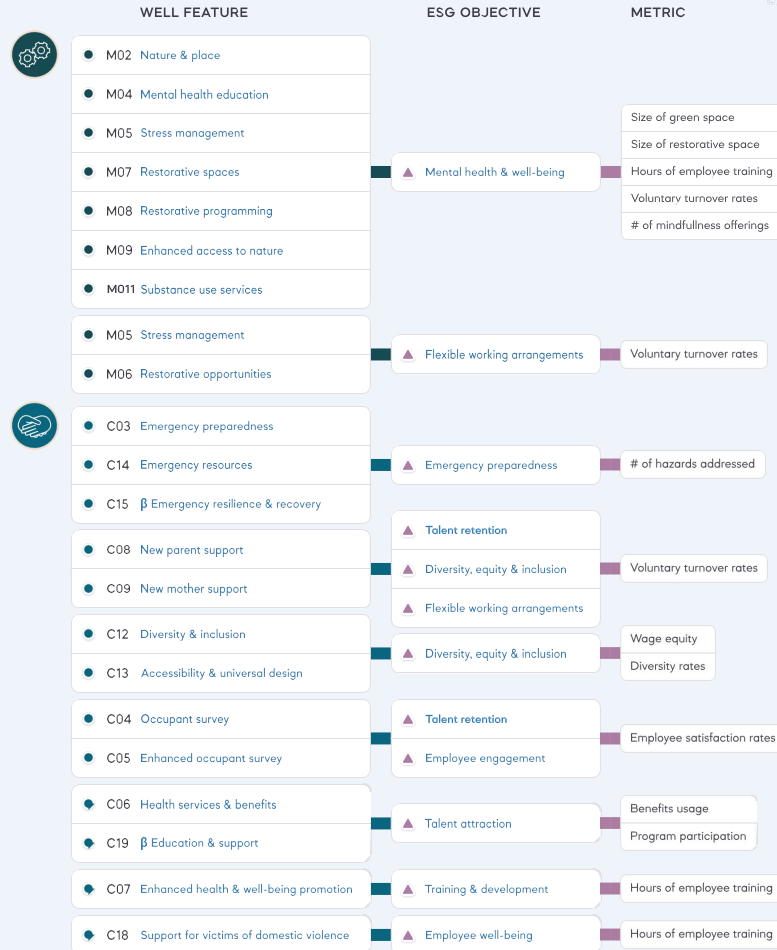 WELL FEATURE ESG OBJECTIVE METRIC
M02 Nature & place
M04 Mental health education
M05 Stress management
M07 Restorative spaces
M08 Restorative programming
M09 Enhanced access to nature
M011 Substance use services
Mental health & well-being
Size of green space
Size of restorative space
Hours of employee training
Voluntary turnover rates
# of mindfullness offerings
M05 Stress management
M06 Restorative opportunities
Flexible working arrangements
Voluntary turnover rates
C03 Emergency preparedness
C14 Emergency resources
C15 β Emergency resilience & recovery
Emergency preparedness
# of hazards addressed
C08 New parent support
C09 New mother support
Talent retention
Diversity, equity & inclusion
Flexible working arrangements
Voluntary turnover rates
C12 Diversity & inclusion
C13 Accessibility & universal design
Diversity, equity & inclusion
Wage equity
Diversity rates
C04 Occupant survey
C05 Enhanced occupant survey
Talent retention
Employee engagement
Employee satisfaction rates
C06 Health services & benefits
C19 β Education & support
Talent attraction
Benefits usage
Program participation
C07 Enhanced health & well-being promotion
Training & development
Hours of employee training
C18 Support for victims of domestic violence
Employee well-being
Hours of employee training